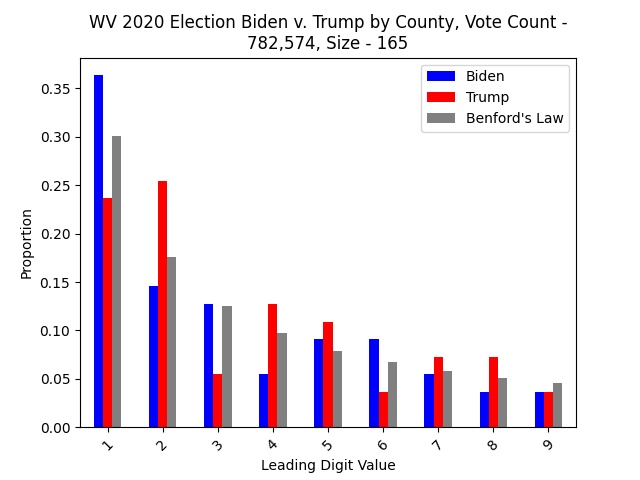 WV 2020 Election Biden v. Trump by County, Vote Count -
782,574, Size - 165
Biden
Trump
Benford's Law
0.35
0.30
0.25
0.20
0.15
0.10
0.05
0.00
Proportion
1 2 3 4 5 6 7 8 9
Leading Digit Value